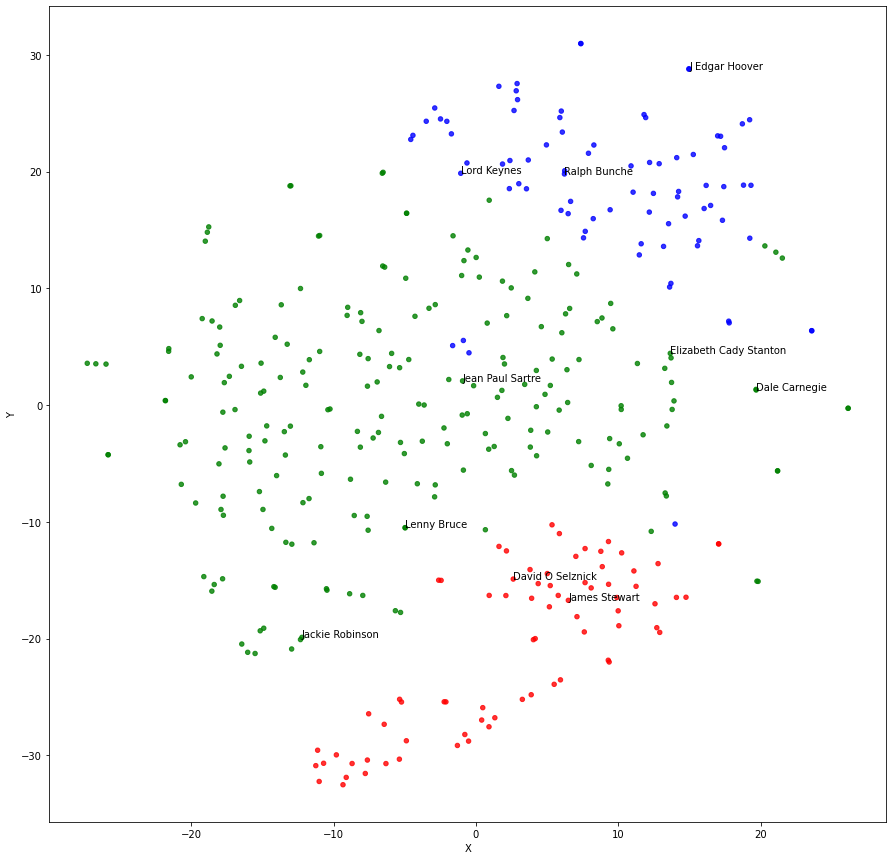 30
J Edgar Hoover
20
Lord Keynes
Ralph Bunche
10
Elizabeth Cady Stanton
Jean Paul Sartre
Dale Carnegie
0
Y
−10
Lenny Bruce
David O Selznick
James Stewart
−20
Jackie Robinson
−30
−20
−10
0
10
20
X